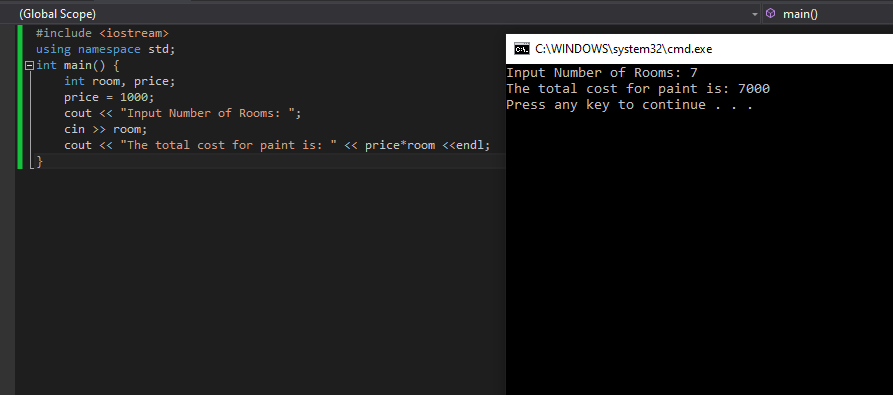 (Global Scope)
main()
#include <iostream>
using namespace std;
int main() {
int room, price;
price = 1000;
cout << "Input Number of Rooms: ";
cin >> room;
cout << "The total cost for paint is: " << price*room <<endl;
}
C:\WINDOWS\system32\cmd.exe
Input Number of Rooms: 7
The total cost for paint is: 7000
Press any key to continue . . .